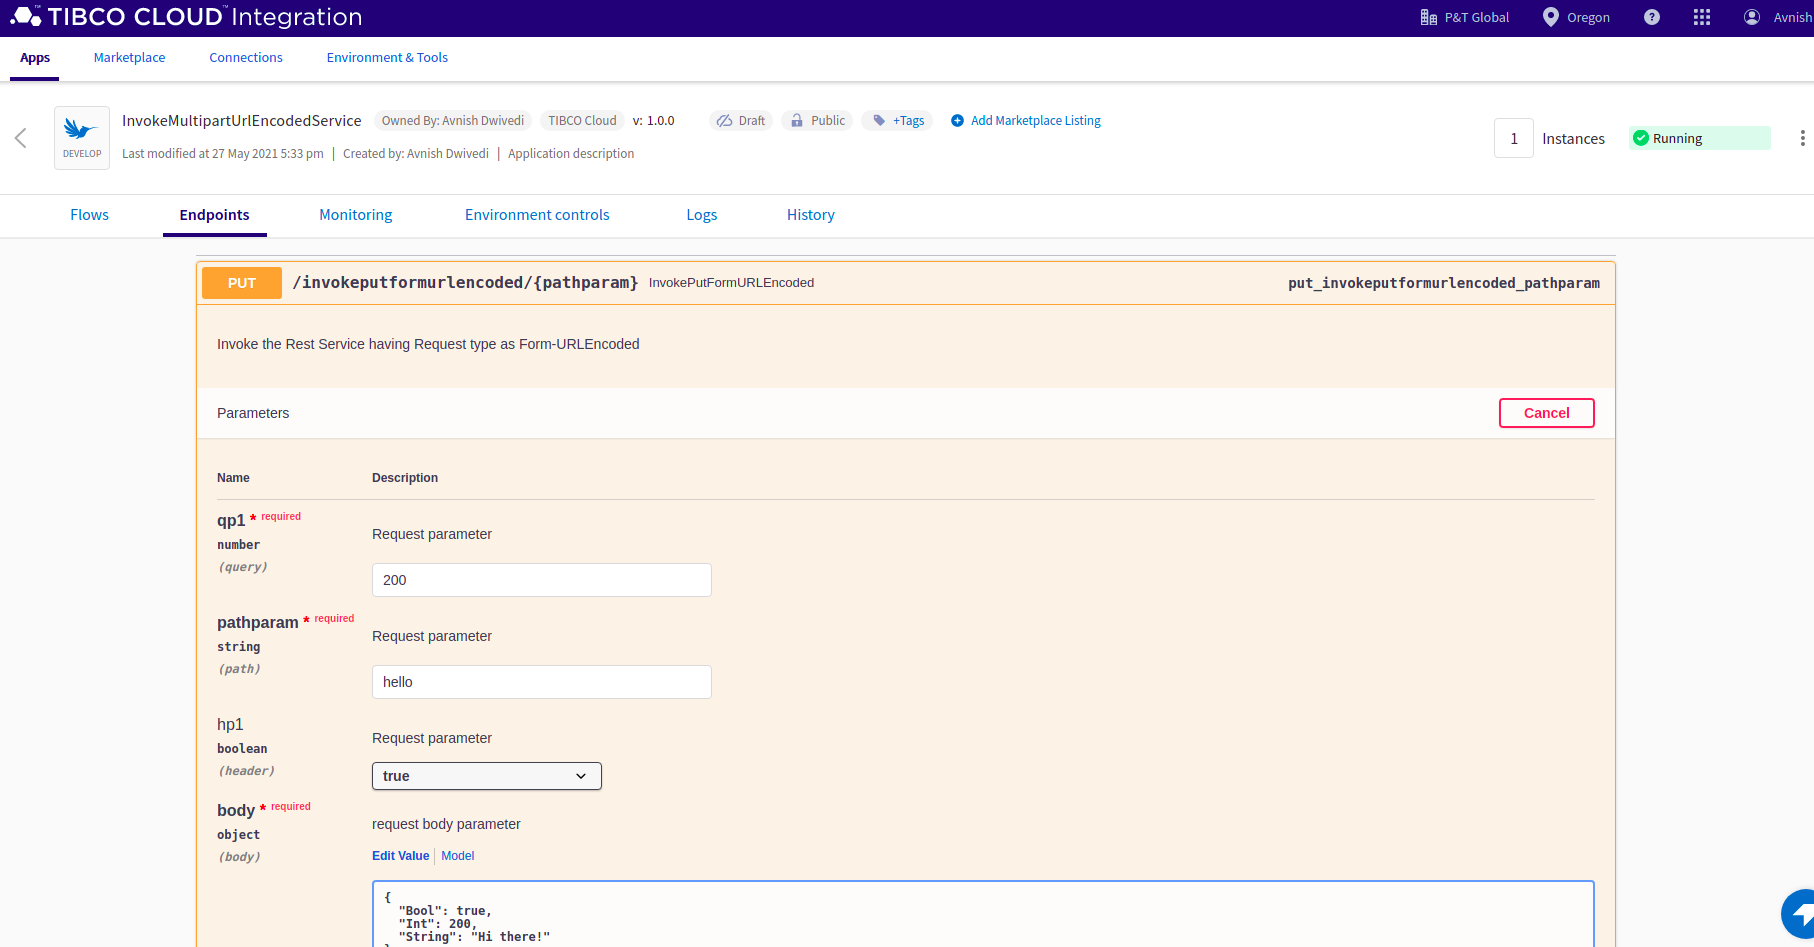 TIBCO CLOUD™ Integration
P&T Global
Oregon
?
Avnish
Apps
Marketplace
Connections
Environment & Tools
DEVELOP
InvokeMultipartUrlEncodedService
Owned By: Avnish Dwivedi
TIBCO Cloud
v: 1.0.0
Draft
Public
+Tags
Add Marketplace Listing
Last modified at 27 May 2021 5:33 pm | Created by: Avnish Dwivedi | Application description
1
Instances
Running
Flows
Endpoints
Monitoring
Environment controls
Logs
History
PUT /invokeputformurlencoded/{pathparam} InvokePutFormURLEncoded put_invokeputformurlencoded_pathparam
Invoke the Rest Service having Request type as Form-URLEncoded
Parameters
Cancel
Name
Description
qp1 * required
number
(query)
Request parameter
200
pathparam * required
string
(path)
Request parameter
hello
hp1
boolean
(header)
Request parameter
true
body * required
object
(body)
request body parameter
Edit Value | Model
{
"Bool": true,
"Int": 200,
"String": "Hi there!"
}